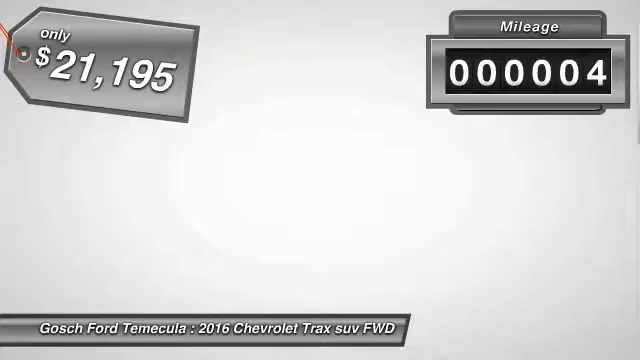 only
$21,195
Mileage
000004
Gosch Ford Temecula : 2016 Chevrolet Trax suv FWD